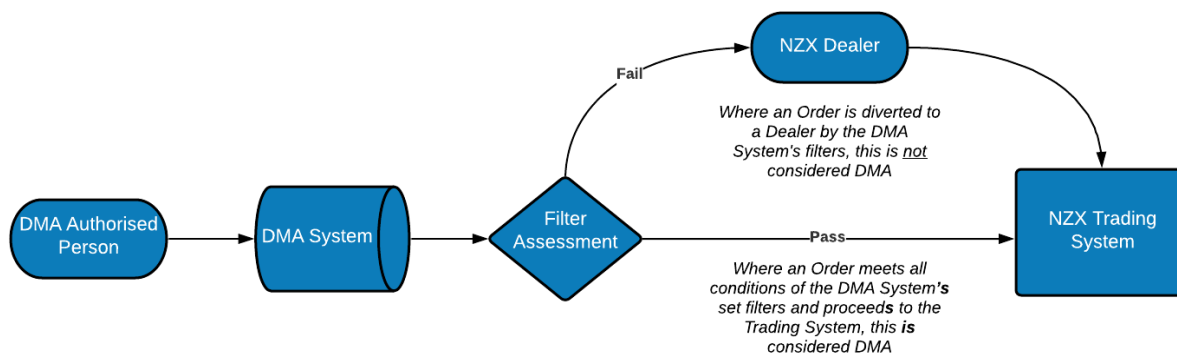 NZX Dealer
Fail
Where an Order is diverted to
a Dealer by the DMA
System's filters, this is not
considered DMA
DMA Authorised
Person
DMA System
Filter
Assessment
Pass
NZX Trading
System
Where an Order meets all
conditions of the DMA System's
set filters and proceeds to the
Trading System, this is
considered DMA